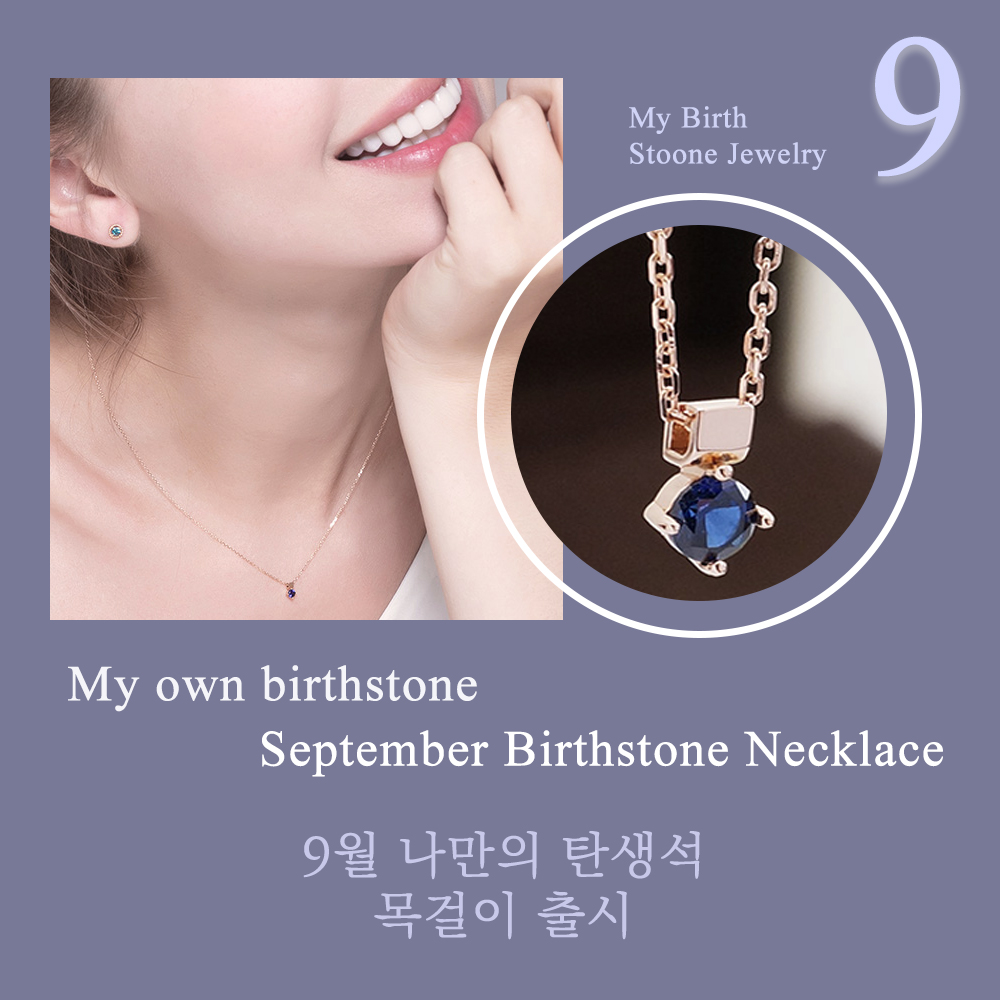 9
My Birth
Stoone Jewelry
My own birthstone
September Birthstone Necklace
9월 나만의 탄생석
목걸이 출시